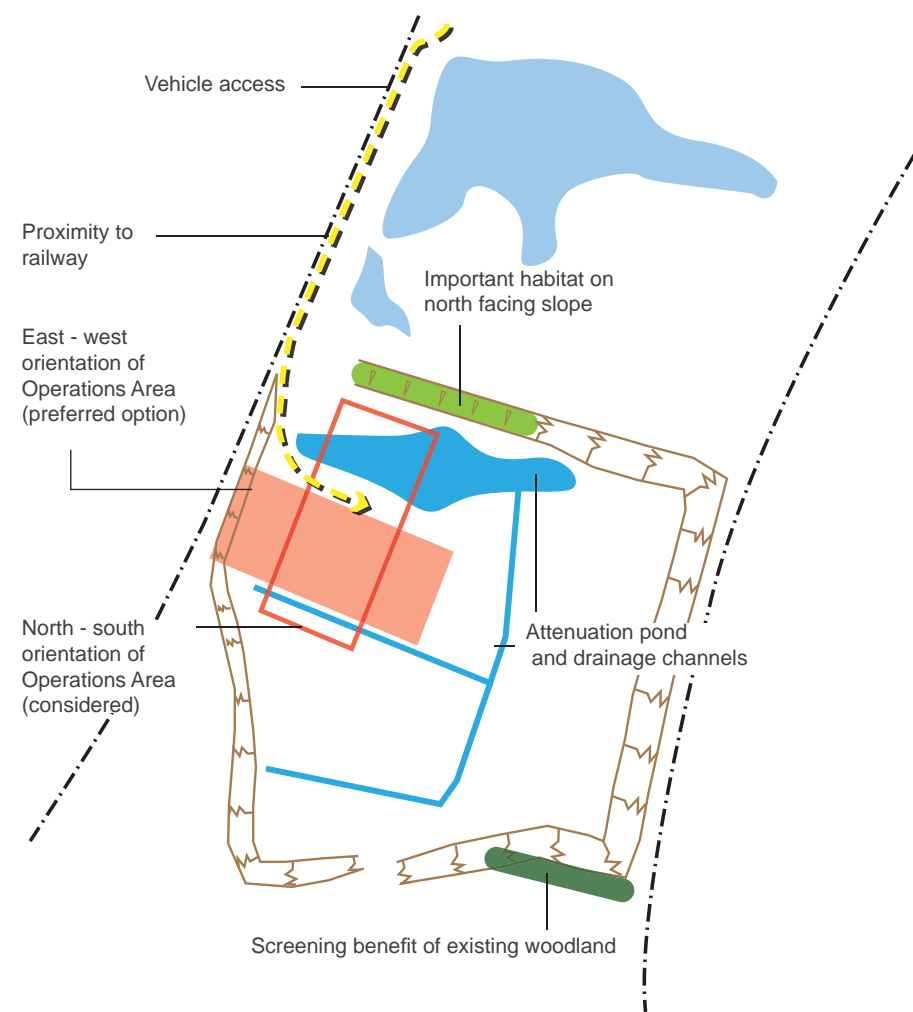 Vehicle access
Proximity to
railway
Important habitat on
north facing slope
East - west
orientation of
Operations Area
(preferred option)
North - south
orientation of
Operations Area
(considered)
Attenuation pond
and drainage channels
Screening benefit of existing woodland